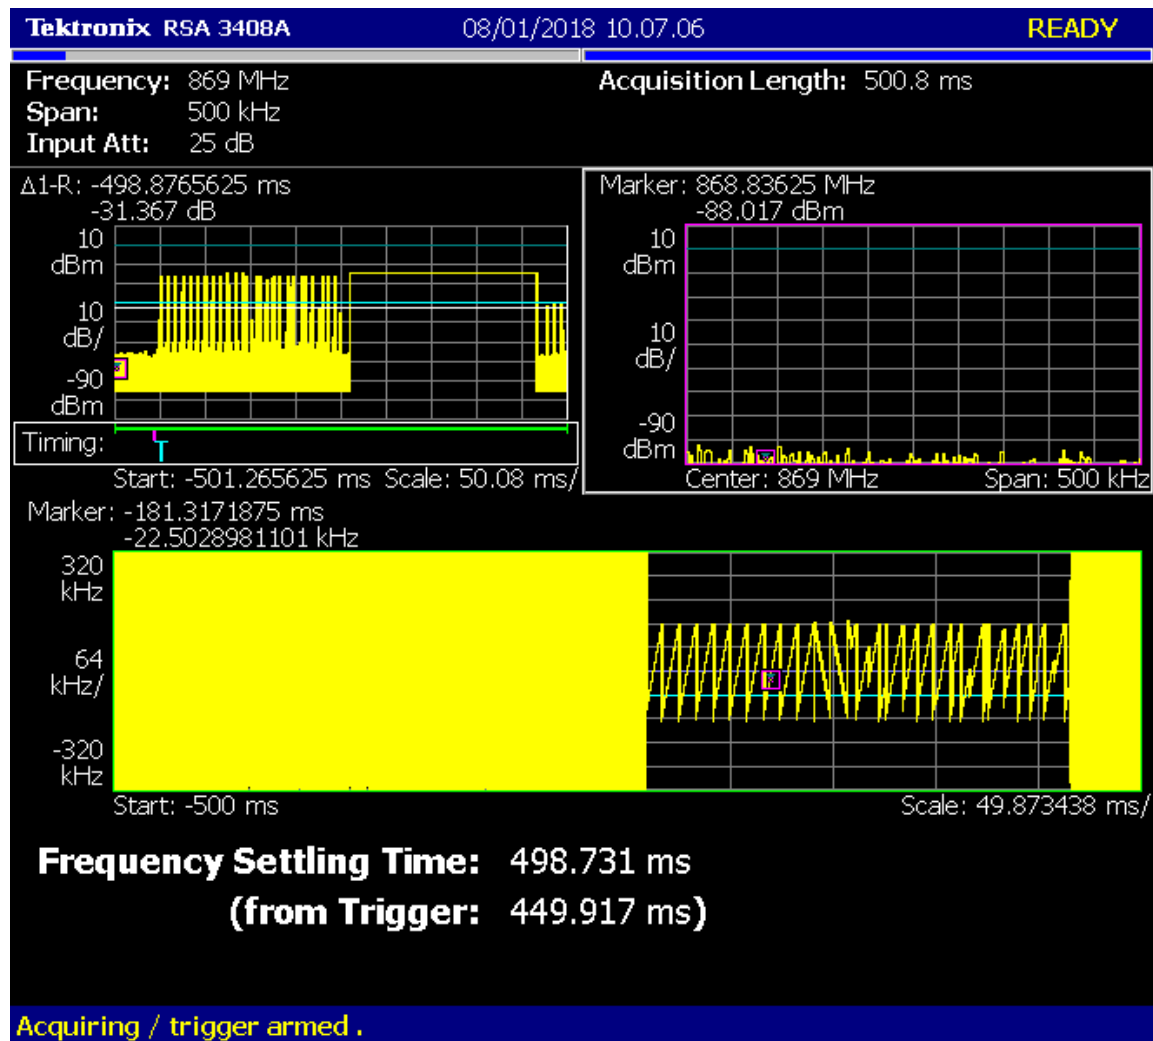 Tektronix RSA 3408A 08/01/2018 10.07.06 READY
Frequency: 869 MHz Acquisition Length: 500.8 ms
Span: 500 kHz
Input Att: 25 dB
Δ1-R: -498.8765625 ms
-31.367 dB
10
dBm
10
dB/
-90
dBm
Timing:
T
Start: -501.265625 ms Scale: 50.08 ms/
Marker: 868.83625 MHz
-88.017 dBm
10
dBm
10
dB/
-90
dBm
Center: 869 MHz Span: 500 kHz
Marker: -181.3171875 ms
-22.5028981101 kHz
320
kHz
64
kHz/
-320
kHz
Start: -500 ms Scale: 49.873438 ms/
Frequency Settling Time: 498.731 ms
(from Trigger: 449.917 ms)
Acquiring / trigger armed .